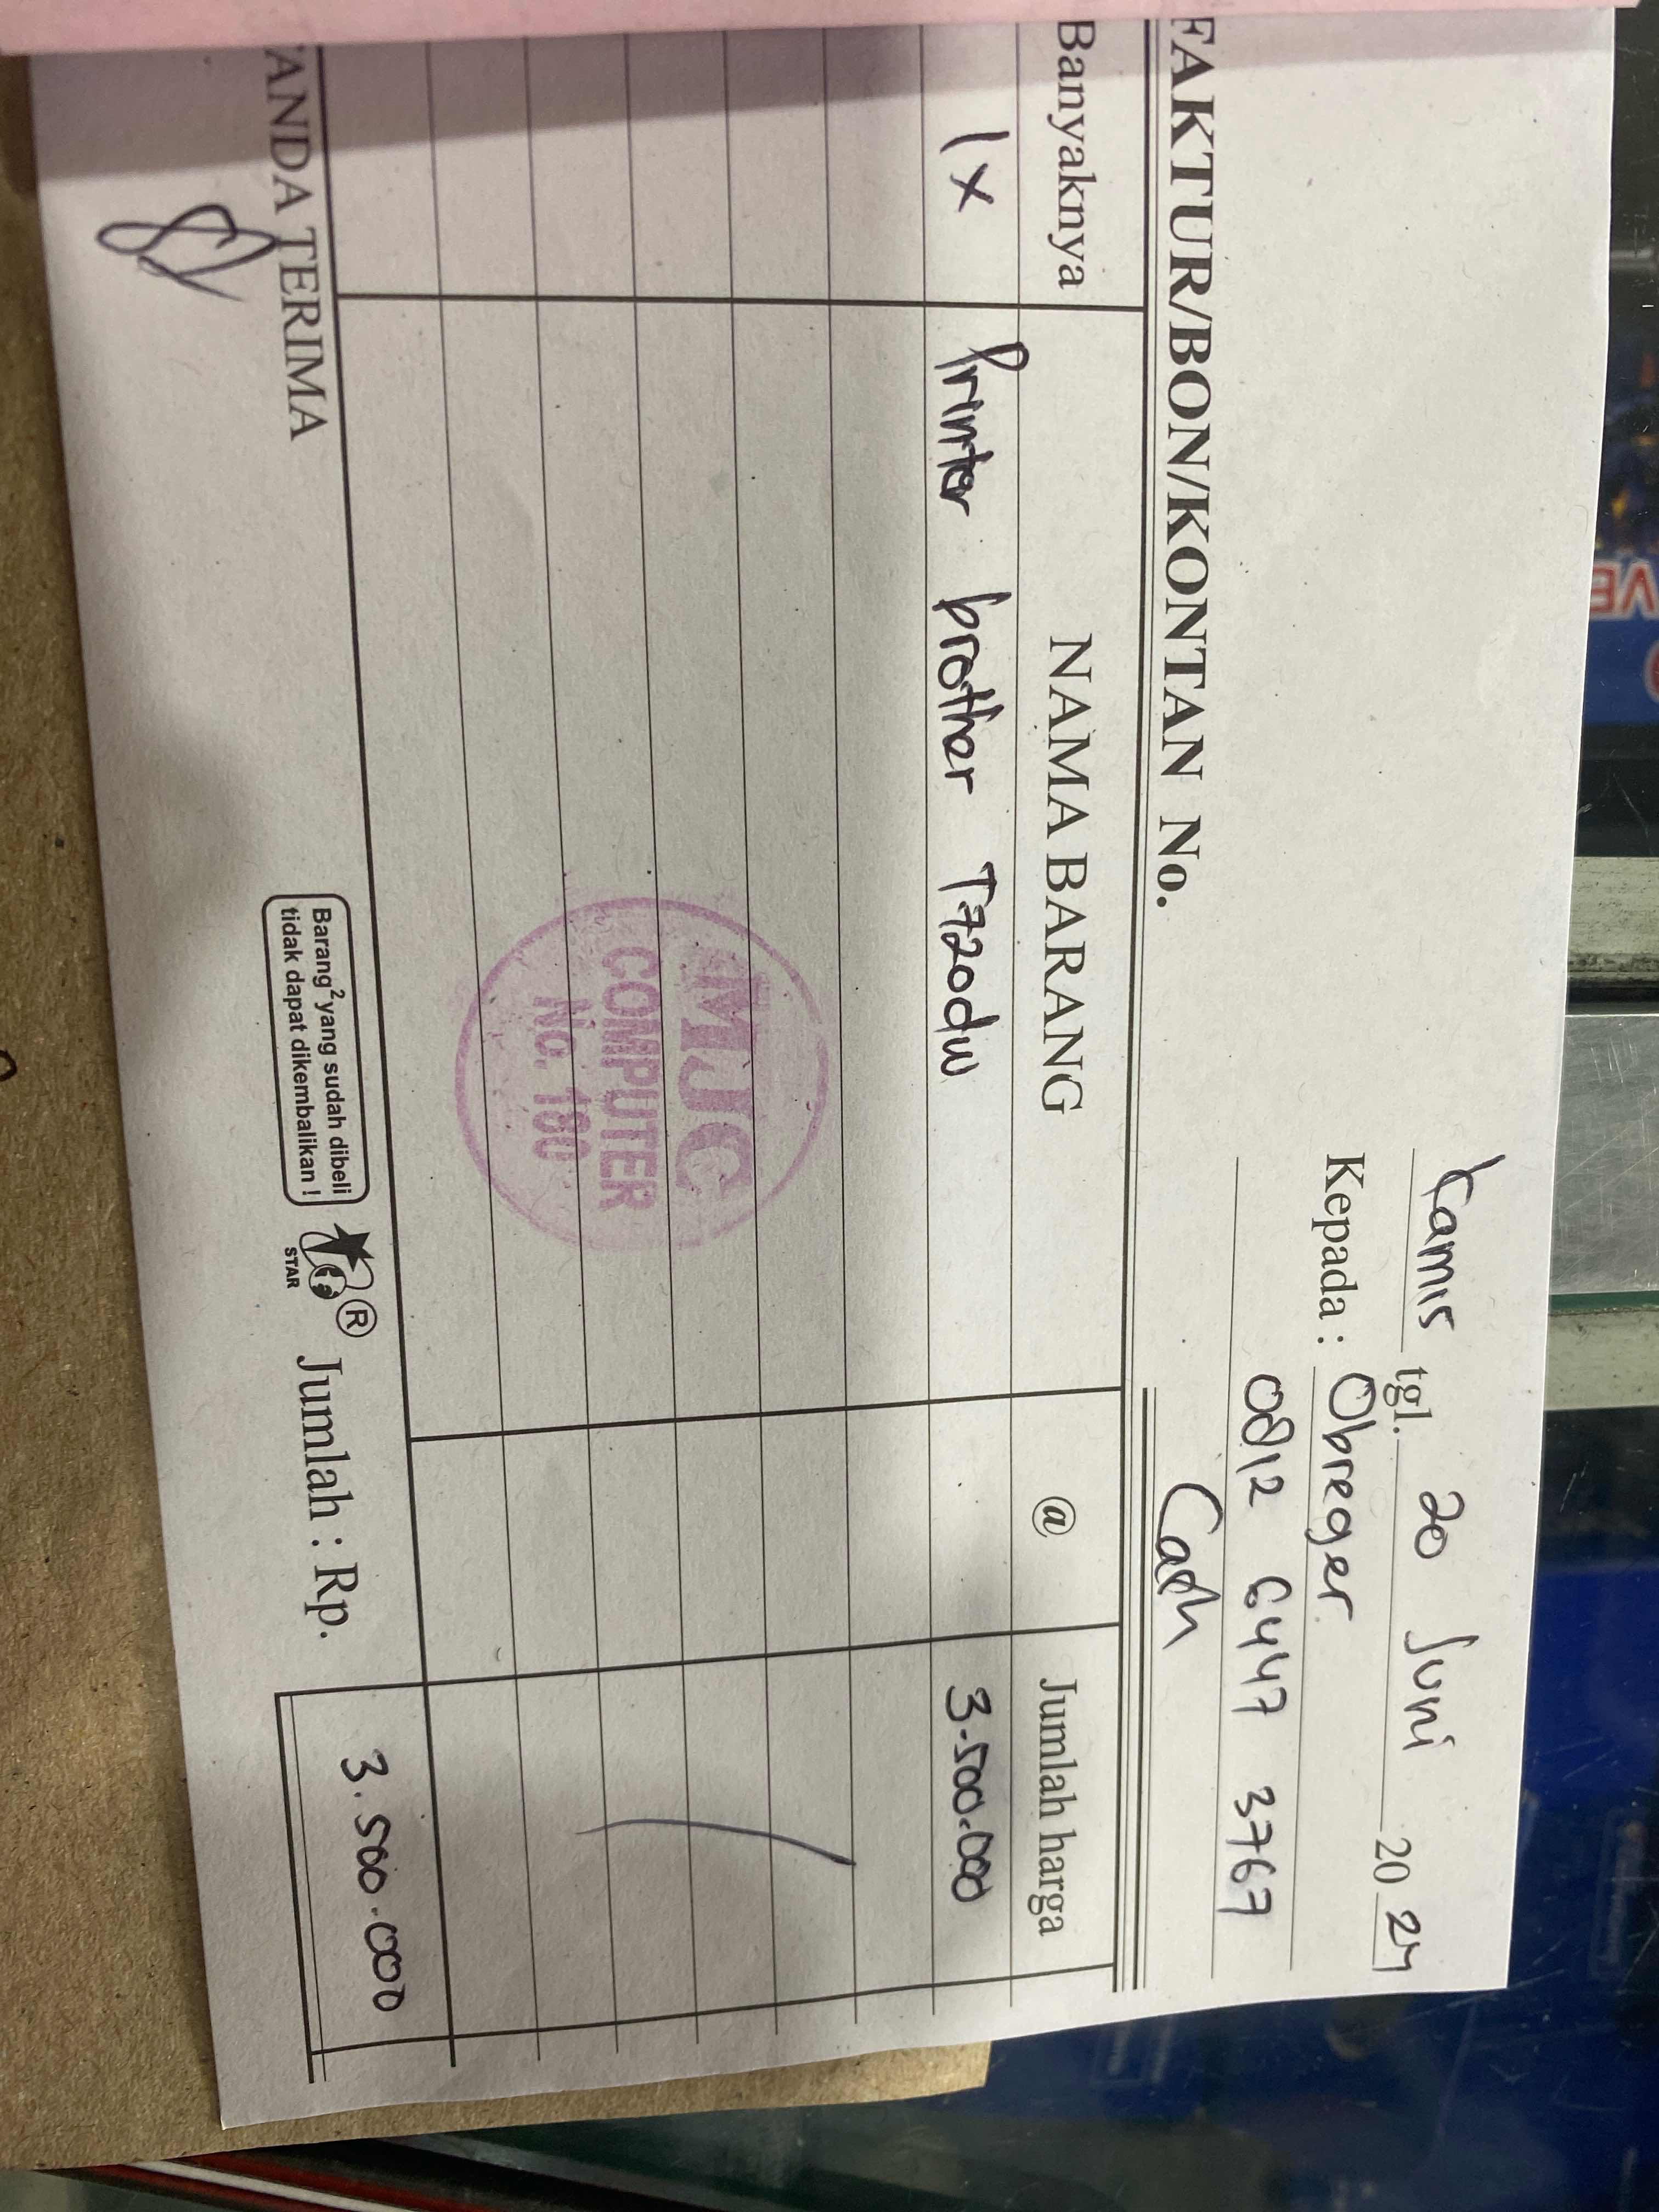 Kamis tgl. 20 Juni 20 24
Kepada : Obreger
0812 6447 3767
FAKTUR/BON/KONTAN No. Cash
Banyaknya NAMA BARANG @ Jumlah harga
1 x Printer brother T720dw 3.500.000
MJC
COMPUTER
No. 180
3.500.000
TANDA TERIMA
Barang² yang sudah dibeli
tidak dapat dikembalikan !
®
STAR
Jumlah : Rp.
VE